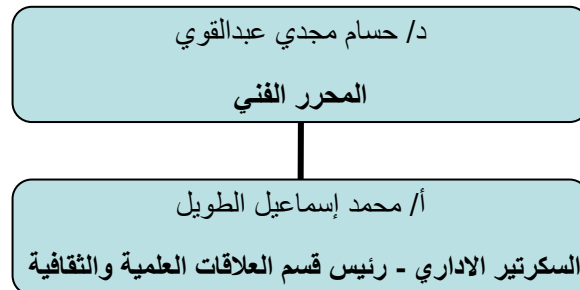 د/ حسام مجدي عبدالقوي
المحرر الفني
أ/ محمد إسماعيل الطويل
السكرتير الاداري - رئيس قسم العلاقات العلمية والثقافية